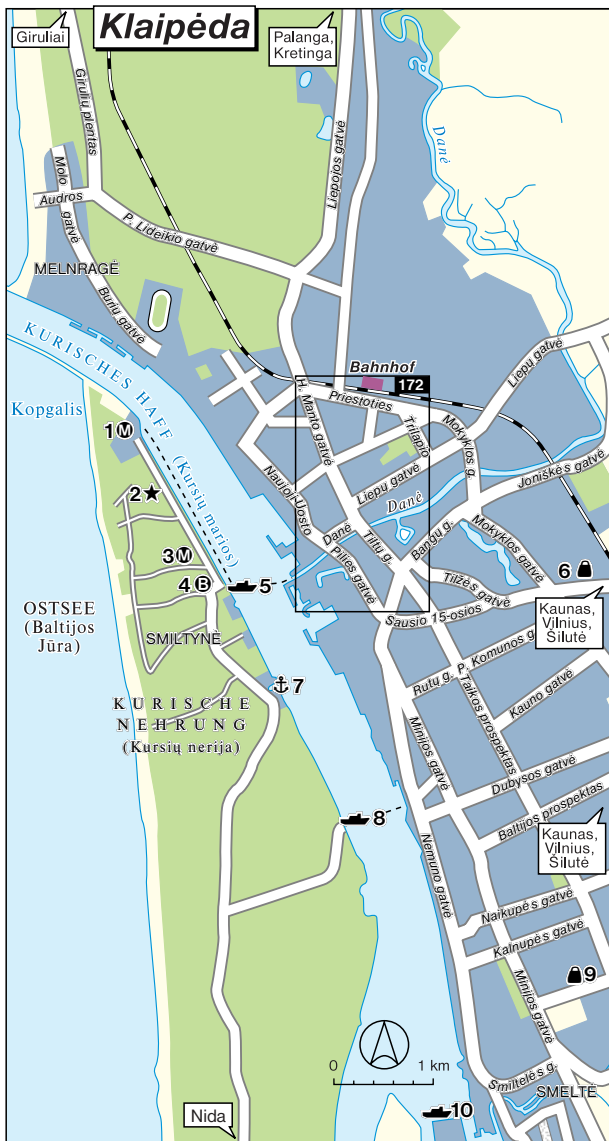 Klaipėda
Giruliai
Palanga,
Kretinga
Girulių plentas
Liepojos gatvė
Danė
Molo
gatvė
Audros
P. Lideikio gatvė
MELNRAGĖ
Burių gatvė
KURISCHES HAFF
(Kursių marios)
Kopgalis
Bahnhof
172
Priestoties
Liepų gatvė
H. Manto gatvė
Trilapio
Mokyklos g.
Liepų gatvė
Joniškės gatvė
Naujoji Uosto
Danė
Danė
Pilies gatvė
Tiltų g.
Bangų g.
Mokyklos gatvė
1 M
2
3 M
4 B
5
6
Tilžės gatvė
Sausio 15-osios
Kaunas,
Vilnius,
Šilutė
OSTSEE
(Baltijos
Jūra)
SMILTYNĖ
KURISCHE
NEHRUNG
(Kursių nerija)
7
Rutų g.
P. Komunos g.
Taikos prospektas
Kauno gatvė
Minijos gatvė
Dubysos gatvė
Baltijos prospektas
8
Kaunas,
Vilnius,
Šilutė
Nemuno gatvė
Naikupės gatvė
Kalnupės gatvė
9
Minijos gatvė
0 1 km
Smiltelės g.
SMELTĖ
Nida
10